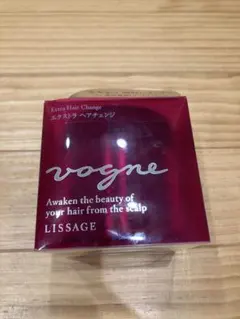 Extra Hair Change
エクストラ ヘアチェンジ
vogne
Awaken the beauty of
your hair from the scalp
LISSAGE